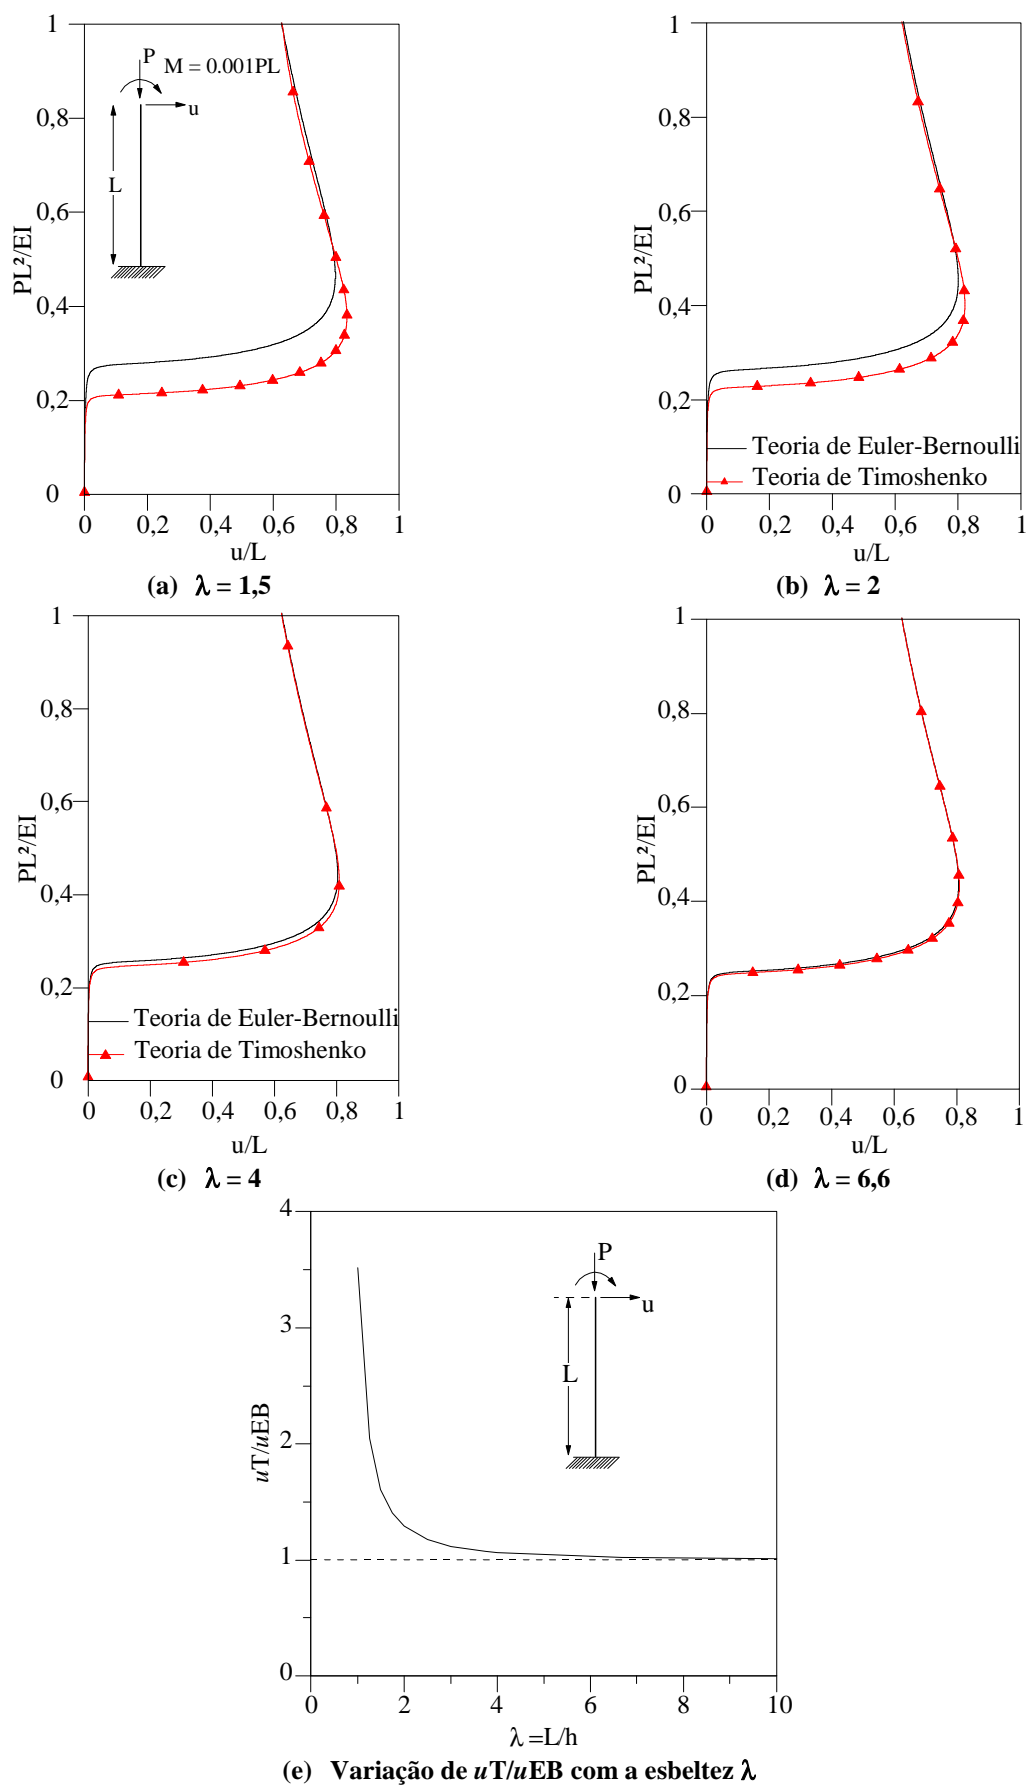 1
0,8
0,6
0,4
0,2
0
PL²/EI
P
M = 0.001PL
u
L
0
0,2
0,4
0,6
0,8
1
u/L
(a) λ = 1,5
1
0,8
0,6
0,4
0,2
0
PL²/EI
Teoria de Euler-Bernoulli
Teoria de Timoshenko
0
0,2
0,4
0,6
0,8
1
u/L
(b) λ = 2
1
0,8
0,6
0,4
0,2
0
PL²/EI
Teoria de Euler-Bernoulli
Teoria de Timoshenko
0
0,2
0,4
0,6
0,8
1
u/L
(c) λ = 4
1
0,8
0,6
0,4
0,2
0
PL²/EI
0
0,2
0,4
0,6
0,8
1
u/L
(d) λ = 6,6
4
3
2
1
0
uT/uEB
P
u
L
0
2
4
6
8
10
λ =L/h
(e) Variação de uT/uEB com a esbeltez λ